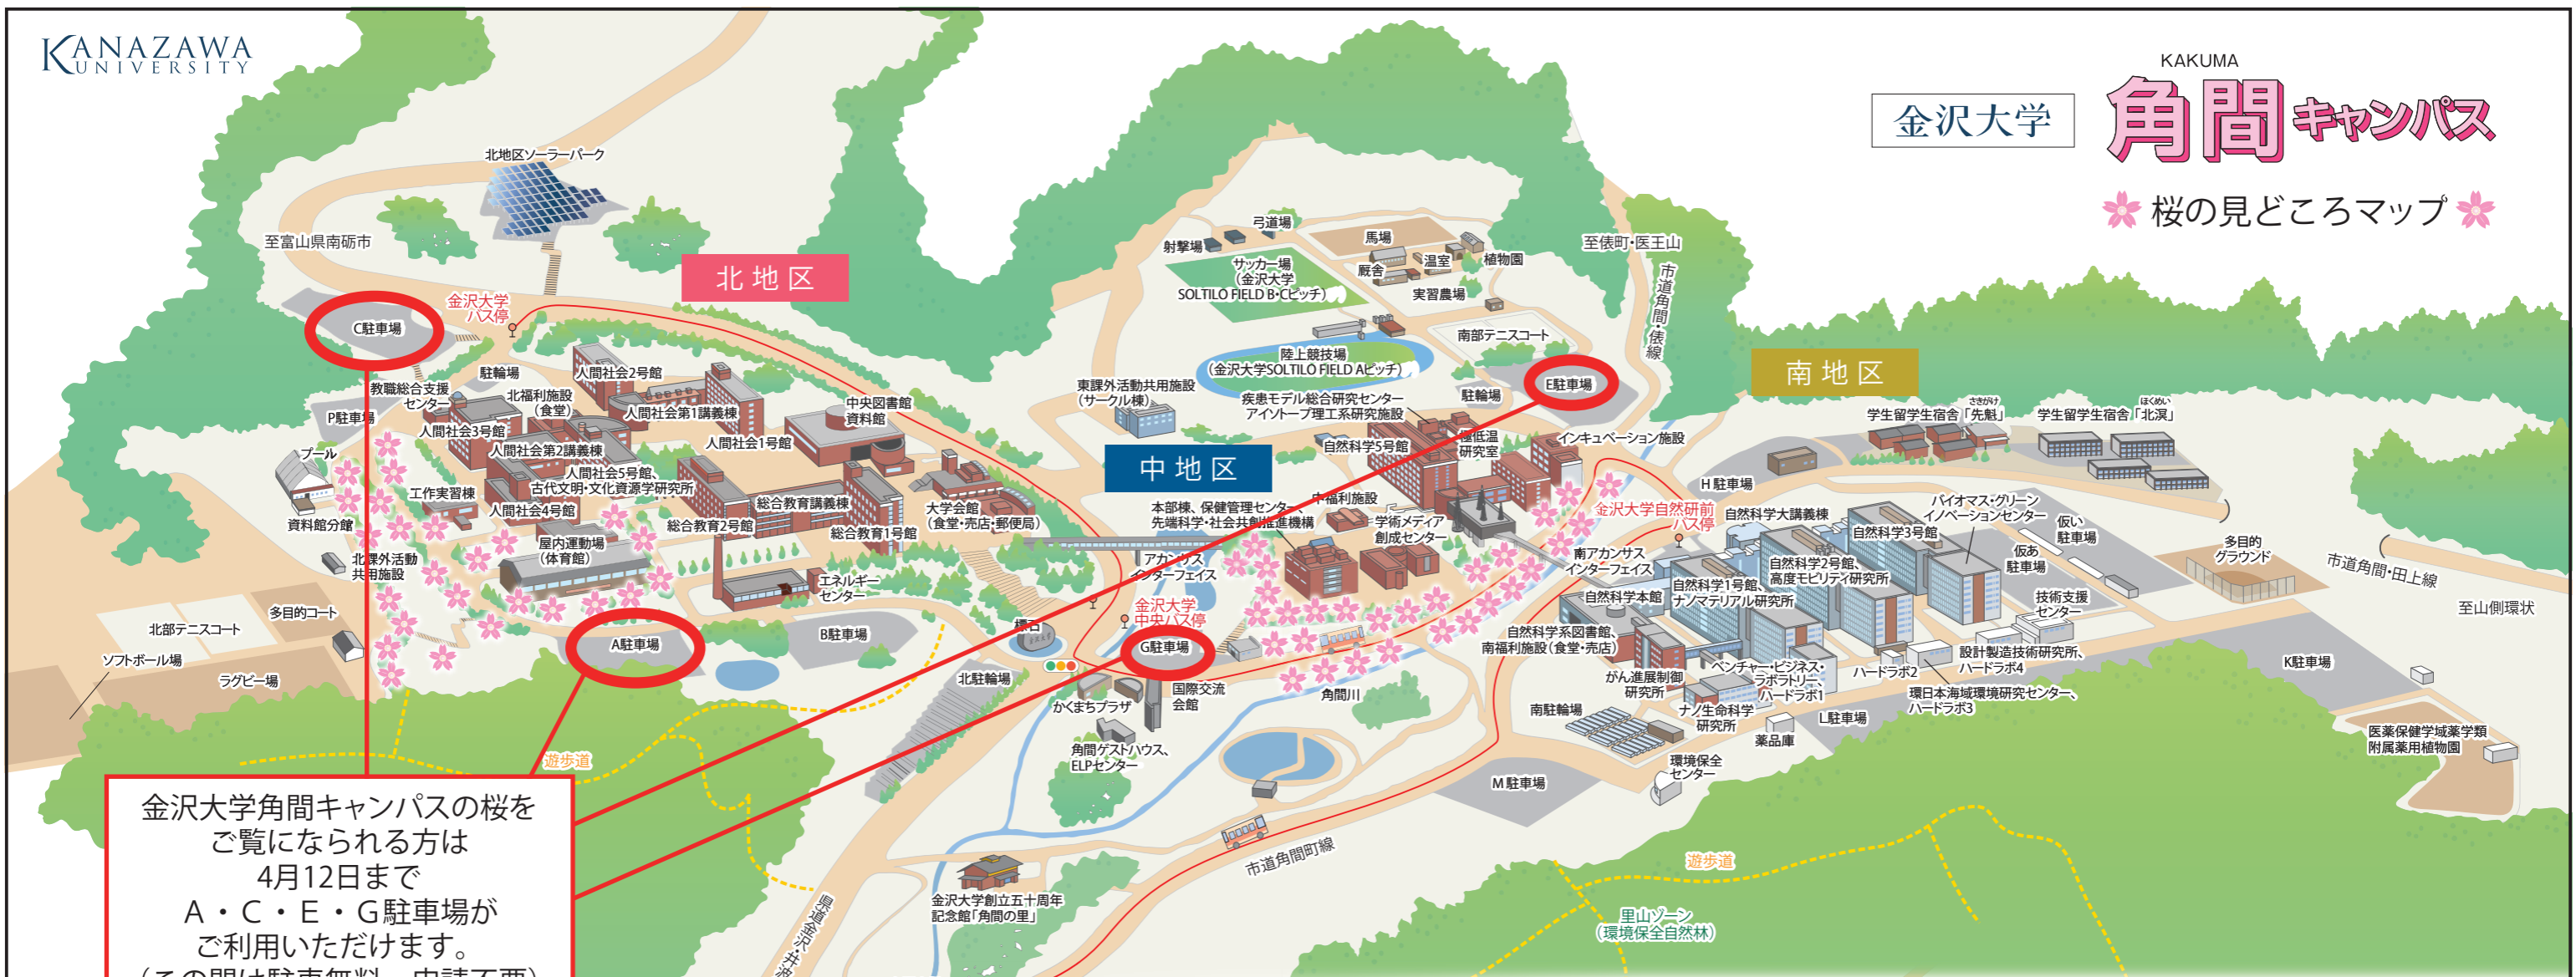 KANAZAWA
UNIVERSITY
金沢大学
KAKUMA
角間キャンパス
桜の見どころマップ
北地区ソーラーパーク
至富山県南砺市
北地区
C駐車場
金沢大学
バス停
教職総合支援
センター
駐輪場
P駐車場
人間社会2号館
北福利施設
（食堂）
人間社会第1講義棟
中央図書館
資料館
人間社会3号館
人間社会1号館
プール
人間社会第2講義棟
人間社会5号館、
古代文明・文化資源学研究所
工作実習棟
人間社会4号館
総合教育講義棟
総合教育2号館
総合教育1号館
大学会館
（食堂・売店・郵便局）
資料館分館
屋内運動場
（体育館）
北課外活動
共用施設
エネルギー
センター
多目的コート
北部テニスコート
A駐車場
B駐車場
ソフトボール場
ラグビー場
北駐輪場
標石
弓道場
射撃場
馬場
サッカー場
（金沢大学
SOLTILO FIELD B・Cピッチ）
厩舎
温室
植物園
実習農場
至俵町・医王山
市道角間・俵線
南部テニスコート
陸上競技場
（金沢大学SOLTILO FIELD Aピッチ）
E駐車場
東課外活動共用施設
（サークル棟）
駐輪場
疾患モデル総合研究センター
アイソトープ理工系研究施設
中地区
自然科学5号館
極低温
研究室
インキュベーション施設
中福利施設
本部棟、保健管理センター
先端科学・社会共創推進機構
学術メディア
創成センター
アカンサス
インターフェイス
金沢大学
中央バス停
G駐車場
国際交流
会館
かくまちプラザ
角間ゲストハウス、
ELPセンター
角間川
南地区
学生留学生宿舎「先魁」
さきがけ
学生留学生宿舎「北溟」
ほくめい
H 駐車場
金沢大学自然研前
バス停
自然科学大講義棟
バイオマス・グリーン
イノベーションセンター
自然科学3号館
仮い
駐車場
仮あ
駐車場
多目的
グラウンド
市道角間・田上線
至山側環状
南アカンサス
インターフェイス
自然科学2号館、
高度モビリティ研究所
自然科学1号館、
ナノマテリアル研究所
自然科学本館
技術支援
センター
自然科学系図書館、
南福利施設（食堂・売店）
設計製造技術研究所、
ハードラボ4
K駐車場
がん進展制御
研究所
ベンチャー・ビジネス・
ラボラトリー、
ハードラボ1
ハードラボ2
環日本海域環境研究センター、
ハードラボ3
南駐輪場
ナノ生命科学
研究所
L駐車場
薬品庫
医薬保健学域薬学類
附属薬用植物園
環境保全
センター
M 駐車場
市道角間町線
遊歩道
遊歩道
里山ゾーン
（環境保全自然林）
金沢大学創立五十周年
記念館「角間の里」
県道金沢・井波
金沢大学角間キャンパスの桜を
ご覧になられる方は
4月12日まで
A・C・E・G駐車場が
ご利用いただけます。
（この間は駐車無料、申請不要）